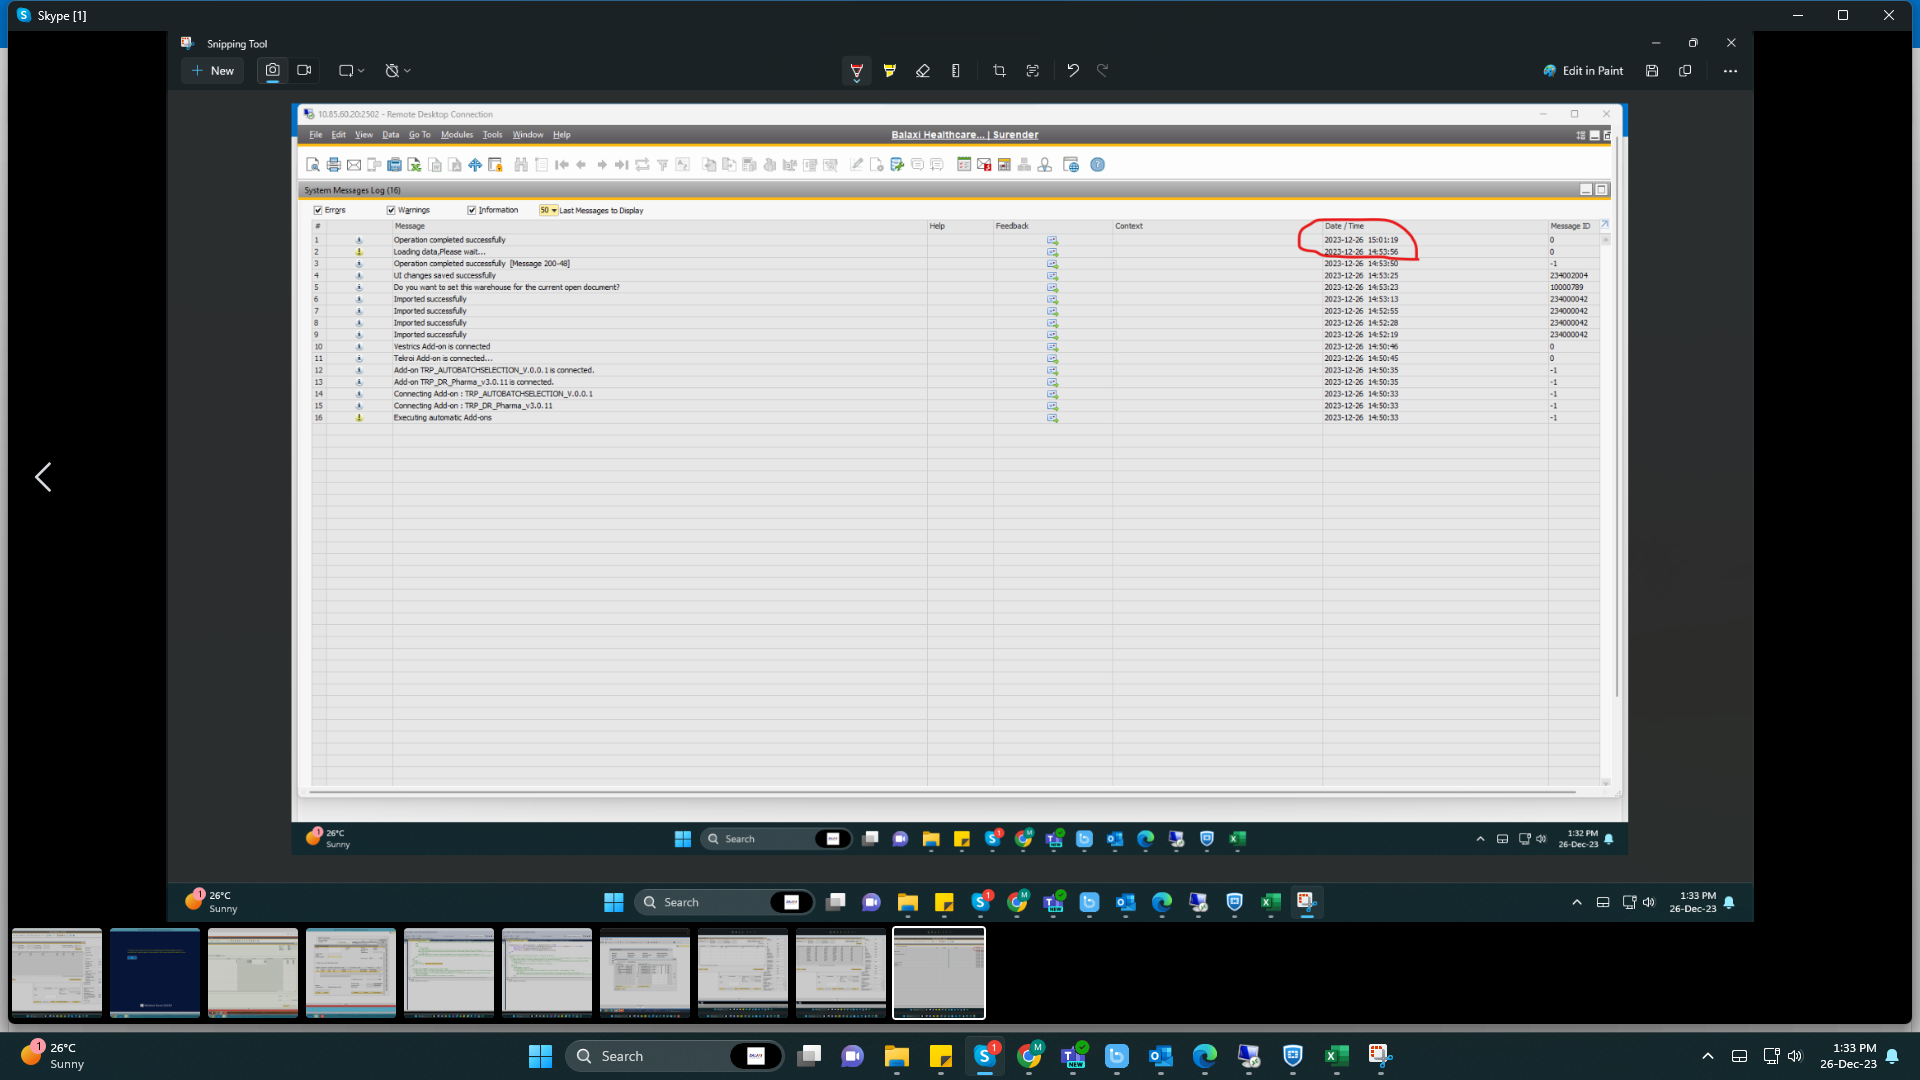 Skype [1]
Snipping Tool
New
Edit in Paint
10.85.60.20:2502 - Remote Desktop Connection
File Edit View Data Go To Modules Tools Window Help
Balaxi Healthcare... | Surender
System Messages Log (16)
Errors Warnings Information 50 Last Messages to Display
# Message Help Feedback Context Date / Time Message ID
1 Operation completed successfully 2023-12-26 15:01:19 0
2 Loading data,Please wait... 2023-12-26 14:53:56 0
3 Operation completed successfully [Message 200-48] 2023-12-26 14:53:50 -1
4 UI changes saved successfully 2023-12-26 14:53:25 234002004
5 Do you want to set this warehouse for the current open document? 2023-12-26 14:53:23 10000789
6 Imported successfully 2023-12-26 14:53:13 234000042
7 Imported successfully 2023-12-26 14:52:55 234000042
8 Imported successfully 2023-12-26 14:52:28 234000042
9 Imported successfully 2023-12-26 14:52:19 234000042
10 Vestrics Add-on is connected 2023-12-26 14:50:46 0
11 Tekroi Add-on is connected... 2023-12-26 14:50:45 0
12 Add-on TRP_AUTOBATCHSELECTION_V.0.0.1 is connected. 2023-12-26 14:50:35 -1
13 Add-on TRP_DR_Pharma_v3.0.11 is connected. 2023-12-26 14:50:35 -1
14 Connecting Add-on : TRP_AUTOBATCHSELECTION_V.0.0.1 2023-12-26 14:50:33 -1
15 Connecting Add-on : TRP_DR_Pharma_v3.0.11 2023-12-26 14:50:33 -1
16 Executing automatic Add-ons 2023-12-26 14:50:33 -1
1 26°C Search 1 M NEW 1:32 PM
Sunny 26-Dec-23
1 26°C Search 1 M NEW 1:33 PM
Sunny 26-Dec-23
1 26°C Search 1 M NEW 1:33 PM
Sunny 26-Dec-23